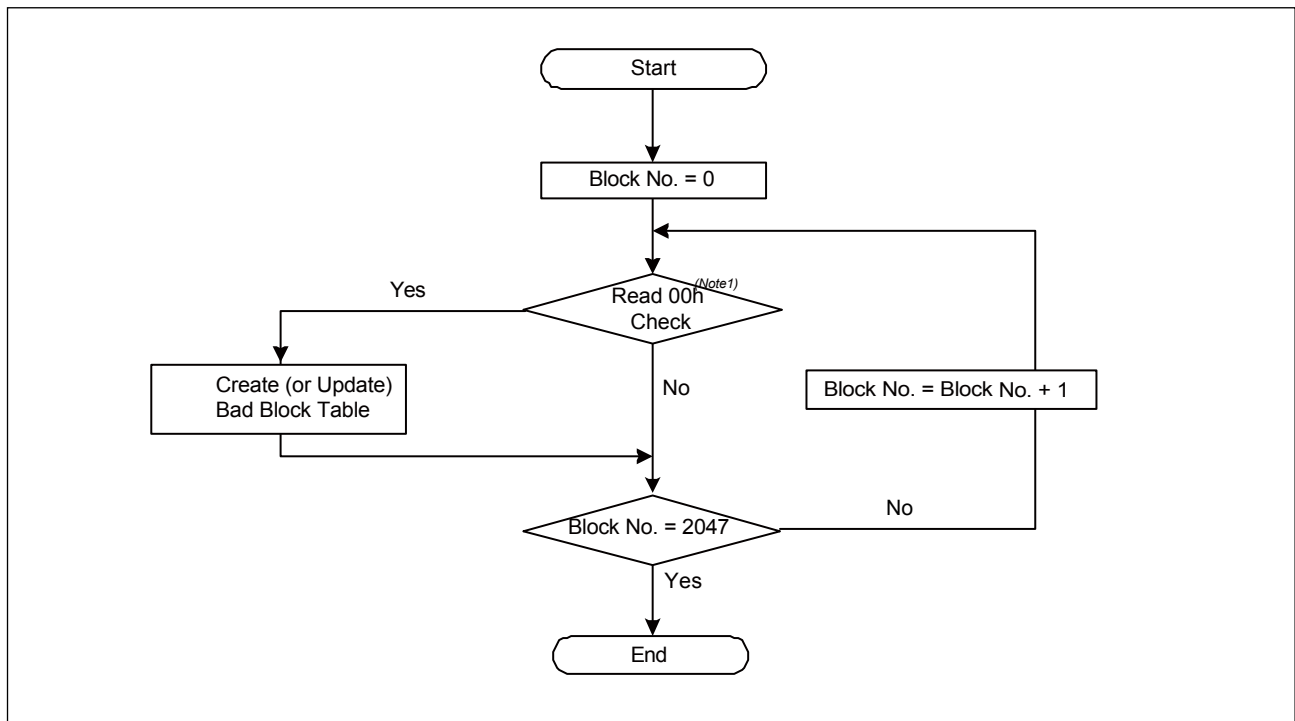 Start
Block No. = 0
(Note1)
Yes
Read 00h
Check
Create (or Update)
Bad Block Table
No
Block No. = Block No. + 1
Block No. = 2047
No
Yes
End